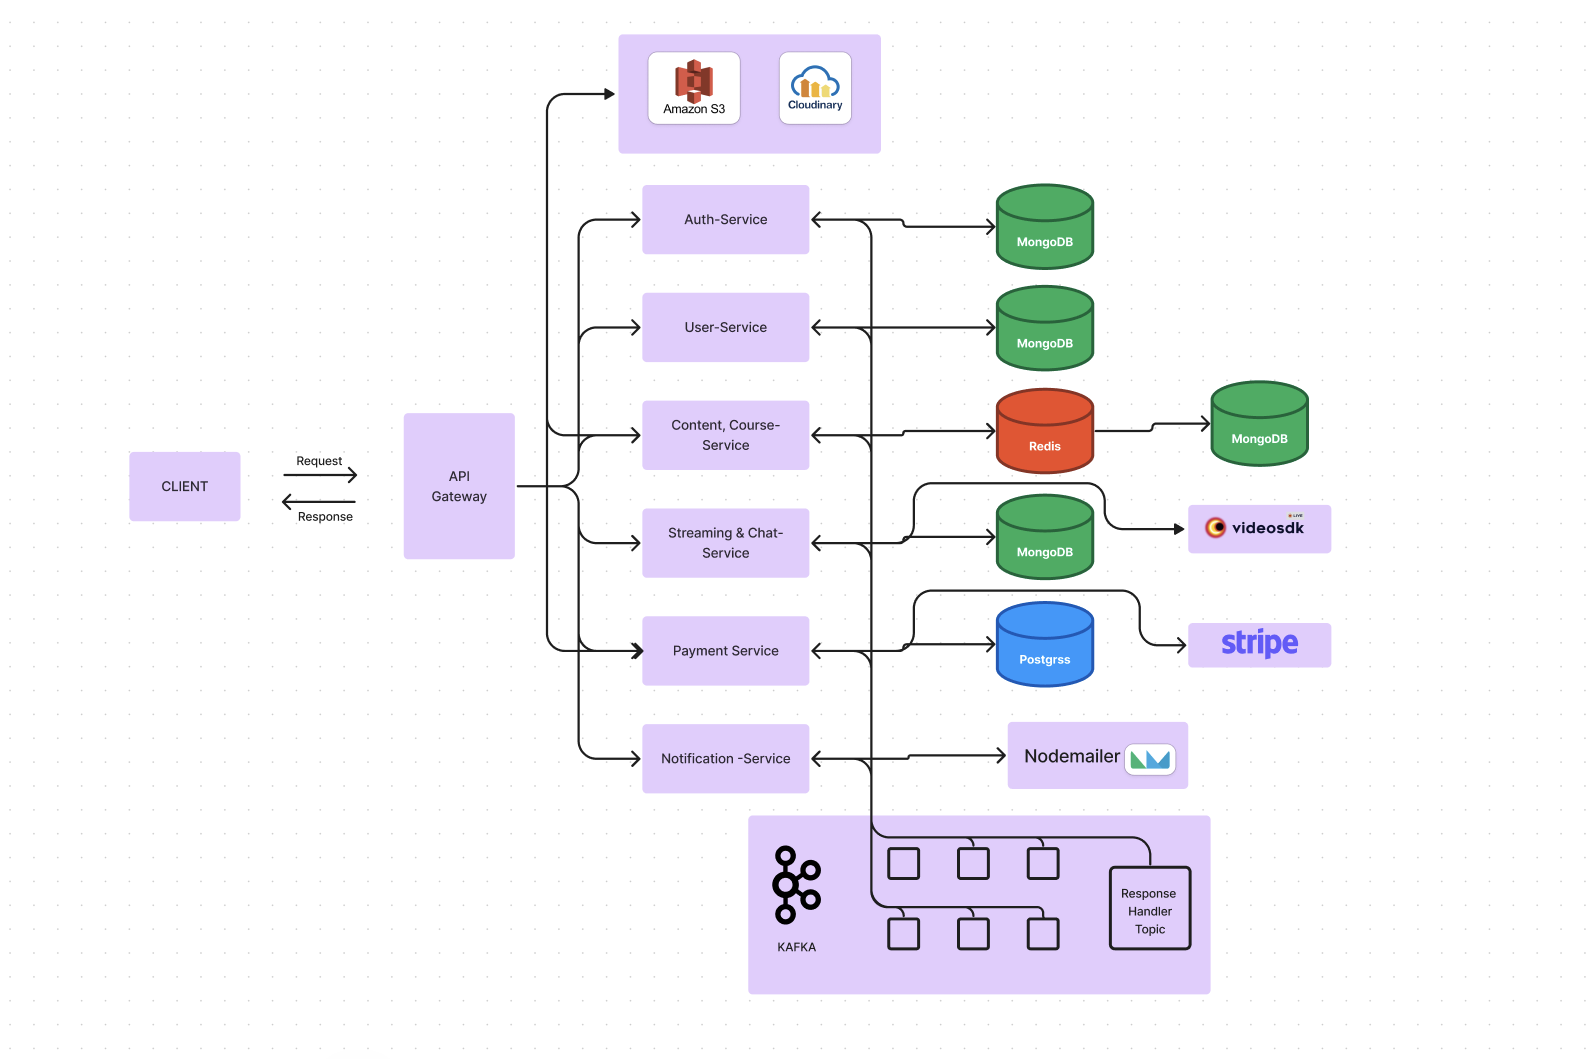 Amazon S3
Cloudinary
Auth-Service
MongoDB
User-Service
MongoDB
Content, Course-
Service
Redis
MongoDB
CLIENT
Request
Response
API
Gateway
Streaming & Chat-
Service
MongoDB
LIVE
videosdk
Payment Service
Postgrss
stripe
Notification -Service
Nodemailer
KAFKA
Response
Handler
Topic